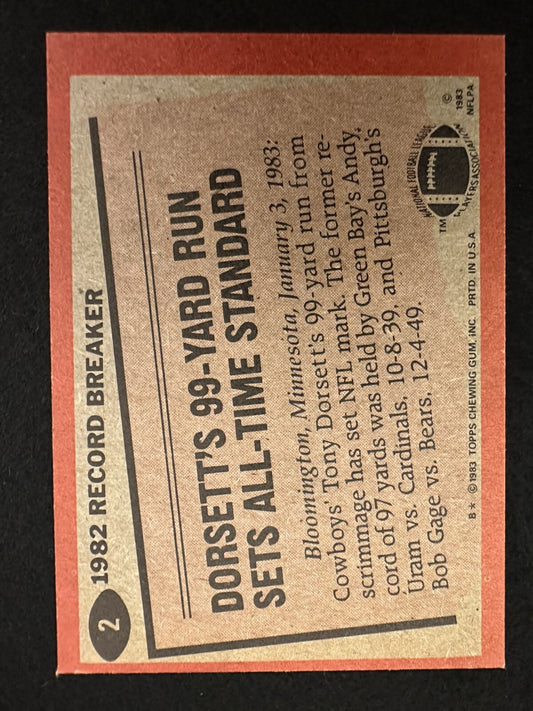 2
1982 RECORD BREAKER
DORSETT'S 99-YARD RUN
SETS ALL-TIME STANDARD
Bloomington, Minnesota, January 3, 1983:
Cowboys' Tony Dorsett's 99-yard run from
scrimmage has set NFL mark. The former re-
cord of 97 yards was held by Green Bay's Andy
Uram vs. Cardinals, 10-8-39, and Pittsburgh's
Bob Gage vs. Bears, 12-4-49.
NATIONAL FOOTBALL LEAGUE
PLAYERS ASSOCIATION
TM
©
1983
NFLPA
B* ©1983 TOPPS CHEWING GUM, INC. PRTD. IN U.S.A.